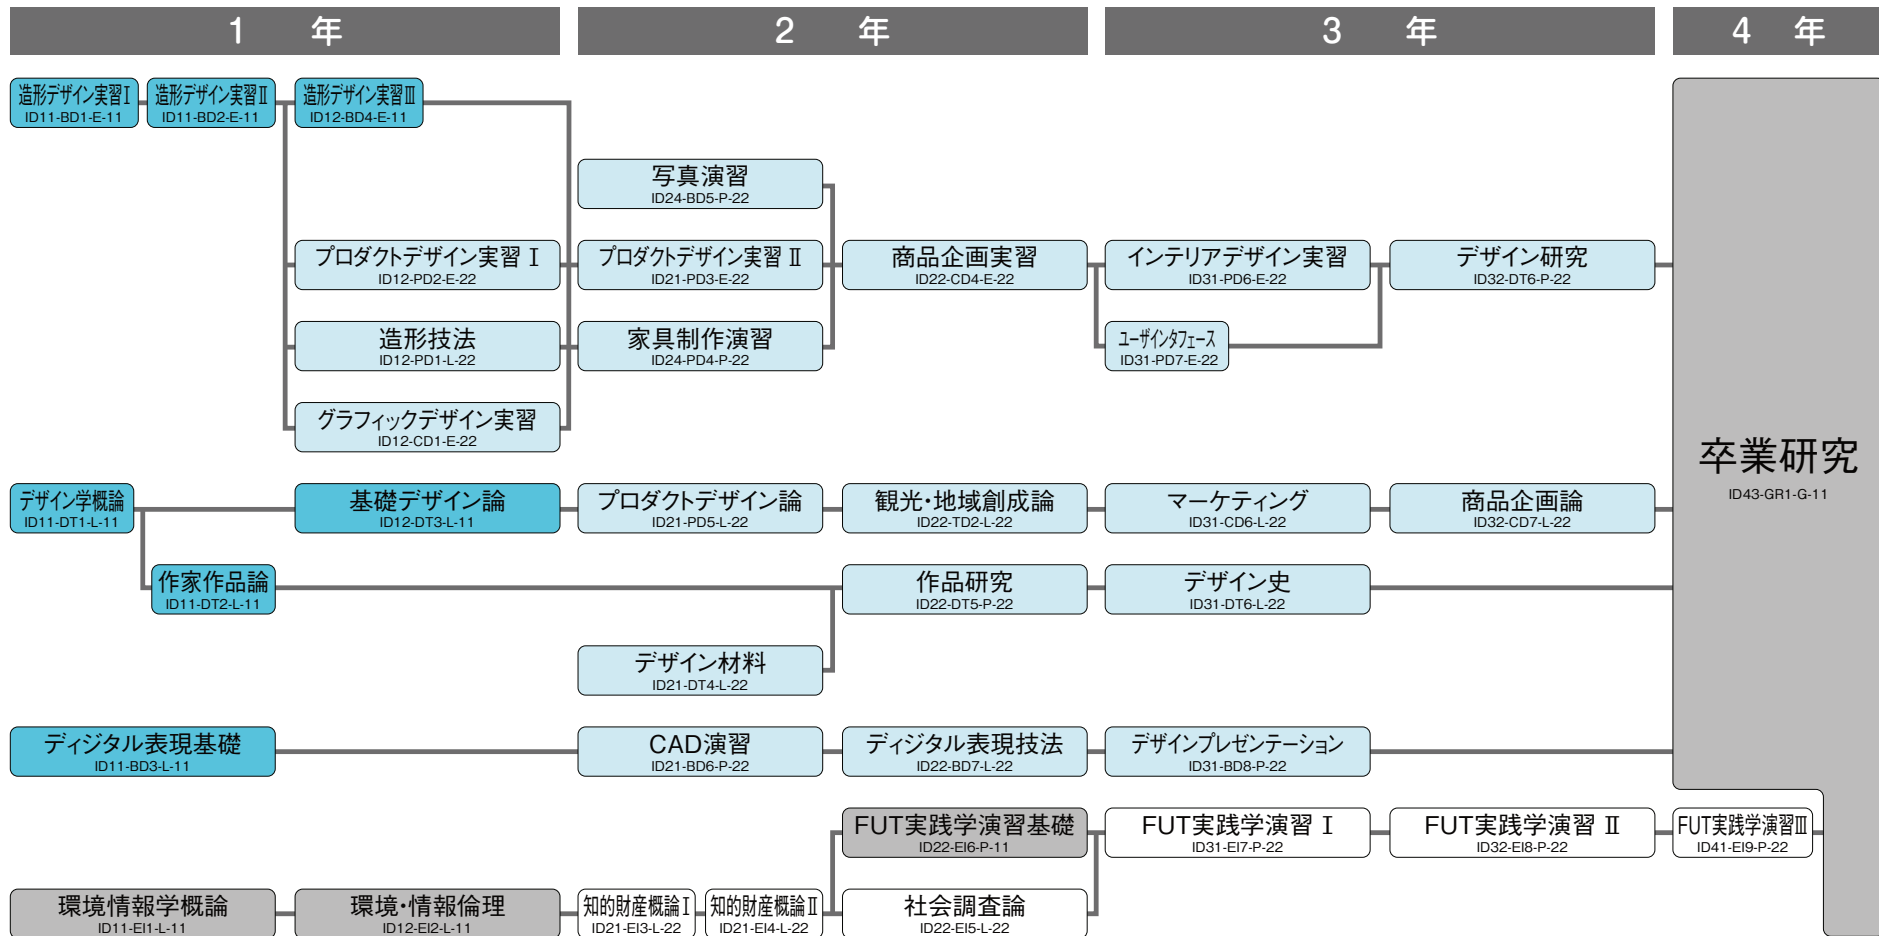 1 年
2 年
3 年
4 年
造形デザイン実習Ⅰ
ID11-BD1-E-11
造形デザイン実習Ⅱ
ID11-BD2-E-11
造形デザイン実習Ⅲ
ID12-BD4-E-11
写真演習
ID24-BD5-P-22
プロダクトデザイン実習 Ⅰ
ID12-PD2-E-22
プロダクトデザイン実習 Ⅱ
ID21-PD3-E-22
商品企画実習
ID22-CD4-E-22
インテリアデザイン実習
ID31-PD6-E-22
デザイン研究
ID32-DT6-P-22
造形技法
ID12-PD1-L-22
家具制作演習
ID24-PD4-P-22
ユーザインタフェース
ID31-PD7-E-22
グラフィックデザイン実習
ID12-CD1-E-22
卒業研究
ID43-GR1-G-11
デザイン学概論
ID11-DT1-L-11
基礎デザイン論
ID12-DT3-L-11
プロダクトデザイン論
ID21-PD5-L-22
観光・地域創成論
ID22-TD2-L-22
マーケティング
ID31-CD6-L-22
商品企画論
ID32-CD7-L-22
作家作品論
ID11-DT2-L-11
作品研究
ID22-DT5-P-22
デザイン史
ID31-DT6-L-22
デザイン材料
ID21-DT4-L-22
ディジタル表現基礎
ID11-BD3-L-11
CAD演習
ID21-BD6-P-22
ディジタル表現技法
ID22-BD7-L-22
デザインプレゼンテーション
ID31-BD8-P-22
FUT実践学演習基礎
ID22-EI6-P-11
FUT実践学演習 Ⅰ
ID31-EI7-P-22
FUT実践学演習 Ⅱ
ID32-EI8-P-22
FUT実践学演習Ⅲ
ID41-EI9-P-22
環境情報学概論
ID11-EI1-L-11
環境・情報倫理
ID12-EI2-L-11
知的財産概論Ⅰ
ID21-EI3-L-22
知的財産概論Ⅱ
ID21-EI4-L-22
社会調査論
ID22-EI5-L-22